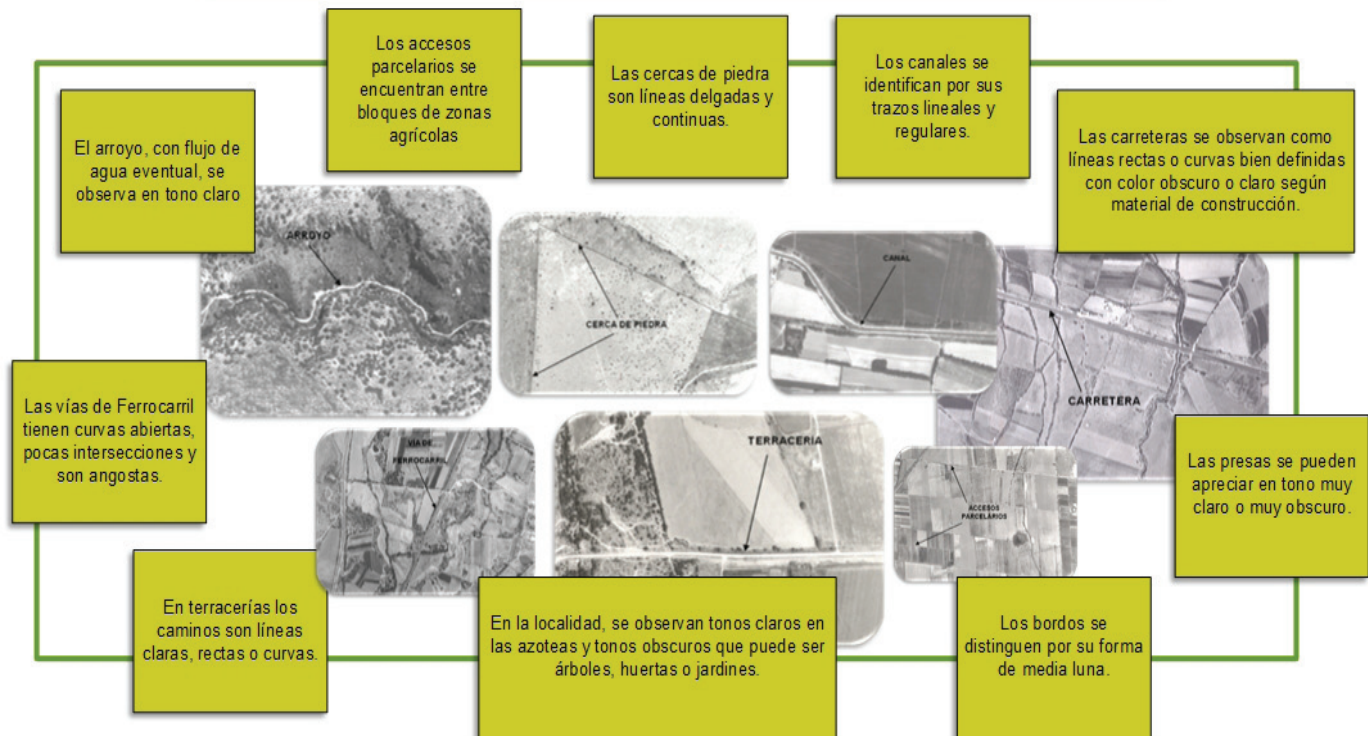 Los accesos
parcelarios se
encuentran entre
bloques de zonas
agrícolas
Las cercas de piedra
son líneas delgadas y
continuas.
Los canales se
identifican por sus
trazos lineales y
regulares.
El arroyo, con flujo de
agua eventual, se
observa en tono claro
Las carreteras se observan como
líneas rectas o curvas bien definidas
con color obscuro o claro según
material de construcción.
ARROYO
CERCA DE PIEDRA
CANAL
CARRETERA
Las vías de Ferrocarril
tienen curvas abiertas,
pocas intersecciones y
son angostas.
VIA DE
FERROCARRIL
TERRACERIA
ACCESOS
PARCELARIOS
Las presas se pueden
apreciar en tono muy
claro o muy obscuro.
En terracerías los
caminos son líneas
claras, rectas o curvas.
En la localidad, se observan tonos claros en
las azoteas y tonos obscuros que puede ser
árboles, huertas o jardines.
Los bordos se
distinguen por su forma
de media luna.